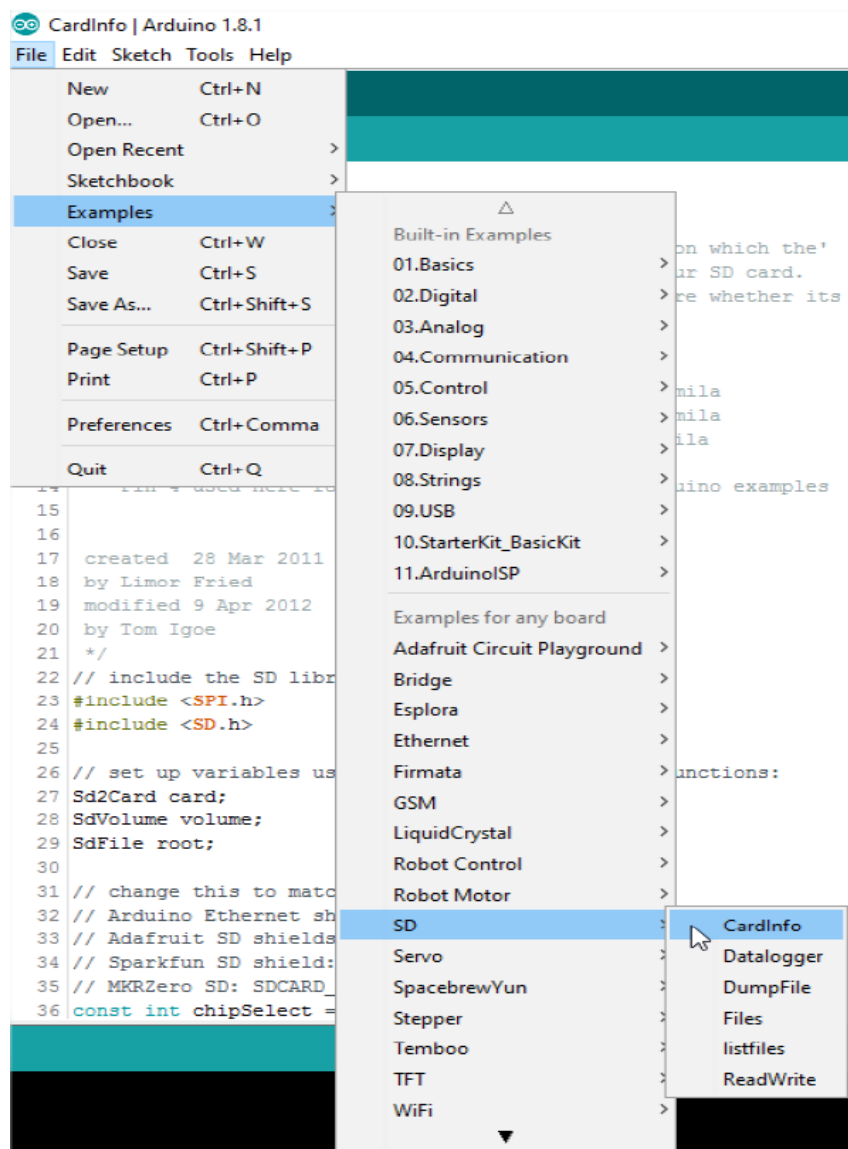 CardInfo | Arduino 1.8.1
File Edit Sketch Tools Help
New Ctrl+N
Open... Ctrl+O
Open Recent >
Sketchbook >
Examples >
Close Ctrl+W
Save Ctrl+S
Save As... Ctrl+Shift+S
Page Setup Ctrl+Shift+P
Print Ctrl+P
Preferences Ctrl+Comma
Quit Ctrl+Q
Built-in Examples
01.Basics >
02.Digital >
03.Analog >
04.Communication >
05.Control >
06.Sensors >
07.Display >
08.Strings >
09.USB >
10.StarterKit_BasicKit >
11.ArduinoISP >
Examples for any board
Adafruit Circuit Playground >
Bridge >
Esplora >
Ethernet >
Firmata >
GSM >
LiquidCrystal >
Robot Control >
Robot Motor >
SD >
Servo >
SpacebrewYun >
Stepper >
Temboo >
TFT >
WiFi >
CardInfo
Datalogger
DumpFile
Files
listfiles
ReadWrite
on which the'
ur SD card.
re whether its
mila
mila
ila
uino examples
15
16
17 created 28 Mar 2011
18 by Limor Fried
19 modified 9 Apr 2012
20 by Tom Igoe
21 */
22 // include the SD libr
23 #include <SPI.h>
24 #include <SD.h>
25
26 // set up variables us unctions:
27 Sd2Card card;
28 SdVolume volume;
29 SdFile root;
30
31 // change this to matc
32 // Arduino Ethernet sh
33 // Adafruit SD shields
34 // Sparkfun SD shield:
35 // MKRZero SD: SDCARD_
36 const int chipSelect =